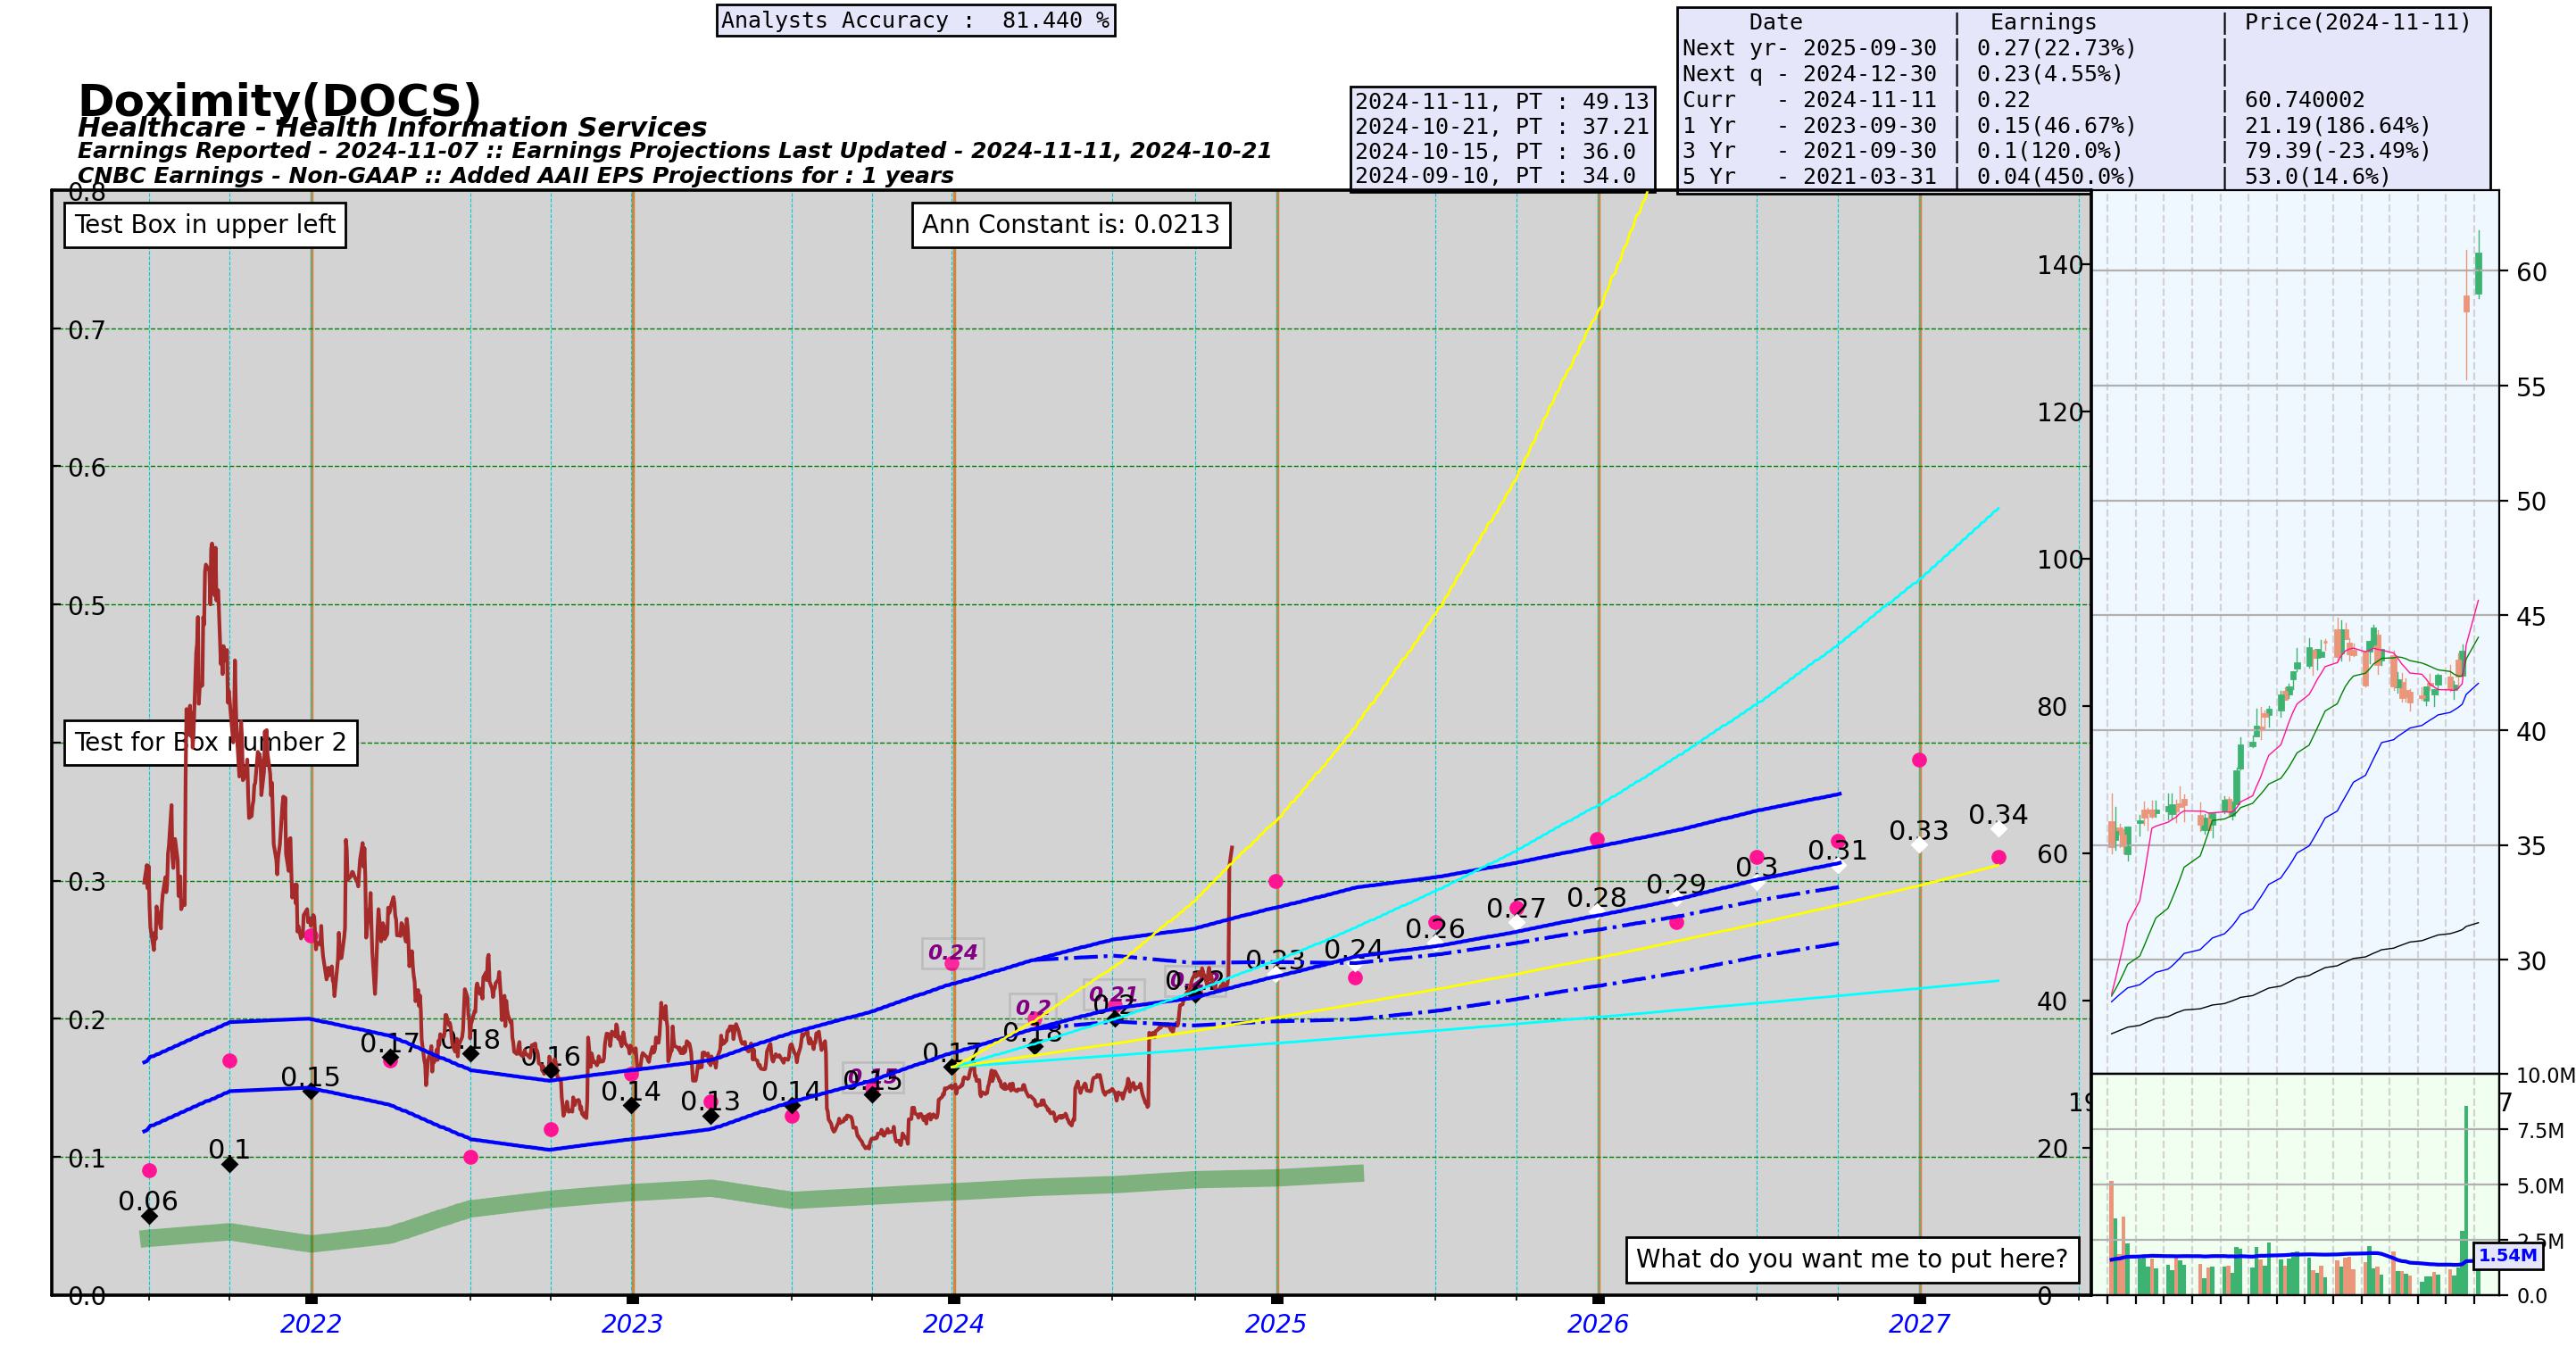 Analysts Accuracy :  81.440 %
Date | Earnings | Price(2024-11-11)
Next yr- 2025-09-30 | 0.27(22.73%) |
Next q - 2024-12-30 | 0.23(4.55%) |
Curr - 2024-11-11 | 0.22 | 60.740002
1 Yr - 2023-09-30 | 0.15(46.67%) | 21.19(186.64%)
3 Yr - 2021-09-30 | 0.1(120.0%) | 79.39(-23.49%)
5 Yr - 2021-03-31 | 0.04(450.0%) | 53.0(14.6%)
2024-11-11, PT : 49.13
2024-10-21, PT : 37.21
2024-10-15, PT : 36.0
2024-09-10, PT : 34.0
Doximity(DOCS)
Healthcare - Health Information Services
Earnings Reported - 2024-11-07 :: Earnings Projections Last Updated - 2024-11-11, 2024-10-21
CNBC Earnings - Non-GAAP :: Added AAII EPS Projections for : 1 years
Test Box in upper left
Ann Constant is: 0.0213
Test for Box number 2
What do you want me to put here?
0.8
0.7
0.6
0.5
0.3
0.2
0.1
0.0
0.06
0.1
0.15
0.17
0.18
0.16
0.14
0.13
0.14
0.15
0.17
0.24
0.18
0.2
0.2
0.21
0.23
0.24
0.26
0.27
0.28
0.29
0.3
0.31
0.33
0.34
140
120
100
80
60
40
20
0
60
55
50
45
40
35
30
10.0M
7.5M
5.0M
2.5M
1.54M
0.0
2022
2023
2024
2025
2026
2027